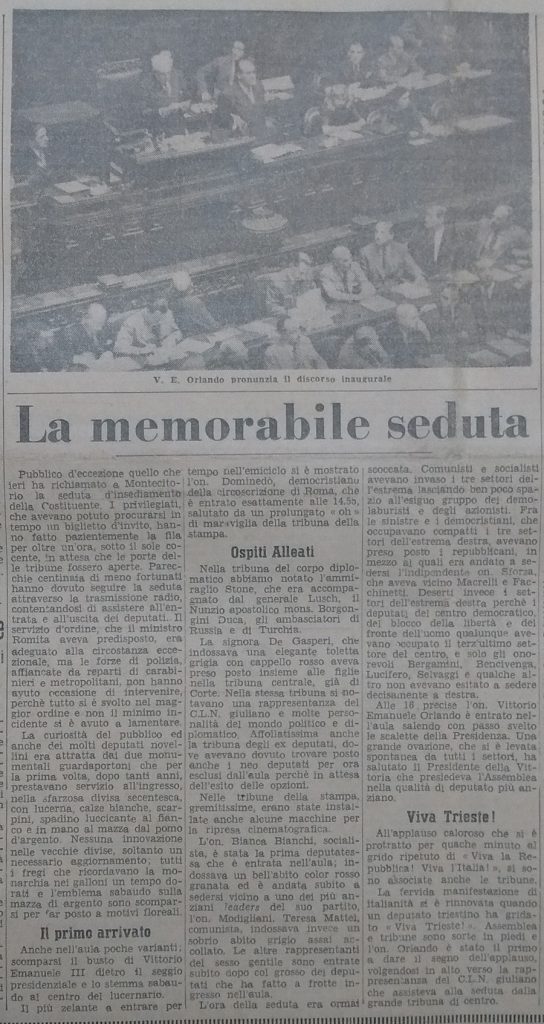 V. E. Orlando pronunzia il discorso inaugurale
La memorabile seduta
Pubblico d'eccezione quello che
ieri ha richiamato a Montecito-
rio la seduta d'insediamento
della Costituente. I privilegiati,
che avevano potuto procurarsi in
tempo un biglietto d'invito, han-
no fatto pazientemente la fila
per oltre un'ora, sotto il sole co-
cente, in attesa che le porte del-
le tribune fossero aperte. Parec-
chie centinaia di meno fortunati
hanno dovuto seguire la seduta
attraverso la trasmissione radio,
contentandosi di assistere all'en-
trata e all'uscita dei deputati. Il
servizio d'ordine, che il ministro
Romita aveva predisposto, era
adeguato alla circostanza ecce-
zionale, ma le forze di polizia,
affiancate da reparti di carabi-
nieri e metropolitani, non hanno
avuto occasione di intervenire,
perchè tutto si è svolto nel mag-
gior ordine e non il minimo in-
cidente si è avuto a lamentare.
La curiosità del pubblico ed
anche dei molti deputati novel-
lini era attratta dai due monu-
mentali guardaportoni che per
la prima volta, dopo tanti anni,
prestavano servizio all'ingresso,
nella sfarzosa divisa secentesca,
con lucerna, calze bianche, scar-
pini, spadino luccicante al fian-
co e in mano al mazza dal pomo
d'argento. Nessuna innovazione
nelle vecchie divise, soltanto un
necessario aggiornamento; tutti
i fregi che ricordavano la mo-
narchia nel galloni un tempo do-
rati e l'emblema sabaudo sulla
mazza di argento sono scompar-
si per far posto a motivi floreali.
Il primo arrivato
Anche nell'aula poche varianti:
scomparsi il busto di Vittorio
Emanuele III dietro il seggio
presidenziale e lo stemma sabau-
do al centro del lucernario.
Il più zelante a entrare per
tempo nell'emiciclo si è mostrato
l'on. Dominedò, democristiano
della circoscrizione di Roma, che
è entrato esattamente alle 14.55,
salutato da un prolungato «oh»
di maraviglia della tribuna della
stampa.
Ospiti Alleati
Nella tribuna del corpo diplo-
matico abbiamo notato l'ammi-
raglio Stone, che era accompa-
gnato dal generale Lusch, il
Nunzio apostolico mons. Borgon-
gini Duca, gli ambasciatori di
Russia e di Turchia.
La signora De Gasperi, che
indossava una elegante toletta
grigia con cappello rosso aveva
preso posto insieme alle figlie
nella tribuna centrale, già di
Corte. Nella stessa tribuna si no-
tavano una rappresentanza del
C.L.N. giuliano e molte perso-
nalità del mondo politico e di-
plomatico. Affollatissima anche
la tribuna degli ex deputati, do-
ve avevano dovuto trovare posto
anche i neo deputati per ora
esclusi dall'aula perchè in attesa
dell'esito delle opzioni.
Nelle tribune della stampa,
gremitissime, erano state instal-
late anche alcune macchine per
la ripresa cinematografica.
L'on. Bianca Bianchi, sociali-
sta, è stata la prima deputates-
sa che è entrata nell'aula; in-
dossava un bell'abito color rosso
granata ed è andata subito a
sedersi vicino a uno dei più an-
ziani leaders del suo partito,
l'on. Modigliani. Teresa Mattei,
comunista, indossava invece un
sobrio abito grigio assai ac-
collato. Le altre rappresentanti
del sesso gentile sono entrate
subito dopo col grosso dei depu-
tati che ha fatto a frotte in-
gresso nell'aula.
L'ora della seduta era ormai
soccata. Comunisti e socialisti
avevano invaso i tre settori del-
l'estrema lasciando ben poco spa-
zio all'esiguo gruppo dei demo-
laburisti e degli azionisti. Fra
le sinistre e i democristiani, che
occupavano compatti i tre set-
tori dell'estrema destra, avevano
preso posto i repubblicani, in
mezzo ai quali era andato a se-
dersi l'indipendente on. Sforza,
che aveva vicino Macrelli e Fac-
chinetti. Deserti invece i set-
tori dell'estrema destra perchè i
deputati del centro democratico,
del blocco della libertà e del
fronte dell'uomo qualunque ave-
vano occupato il terz'ultimo set-
tore del centro, e solo gli ono-
revoli Bergamini, Bencivenga,
Lucifero, Selvaggi e qualche al-
tro non avevano esitato a sedere
decisamente a destra.
Alle 16 precise l'on. Vittorio
Emanuele Orlando è entrato nel-
l'aula salendo con passo svelto
le scalette della Presidenza. Una
grande ovazione, che si è levata
spontanea da tutti i settori, ha
salutato il Presidente della Vit-
toria che presiedeva l'Assemblea
nella qualità di deputato più an-
ziano.
Viva Trieste!
All'applauso caloroso che si è
protratto per quache minuto al
grido ripetuto di «Viva la Re-
pubblica! Viva l'Italia!», si so-
no associate anche le tribune.
La fervida manifestazione di
italianità si è rinnovata quando
un deputato triestino ha grida-
to «Viva Trieste!». Assemblea
e tribune sono sorte in piedi e
l'on. Orlando è stato il primo
a dare il segno dell'applauso,
volgendosi in alto verso la rap-
presentanza del C.L.N. giuliano
che assisteva alla seduta dalla
grande tribuna di centro.